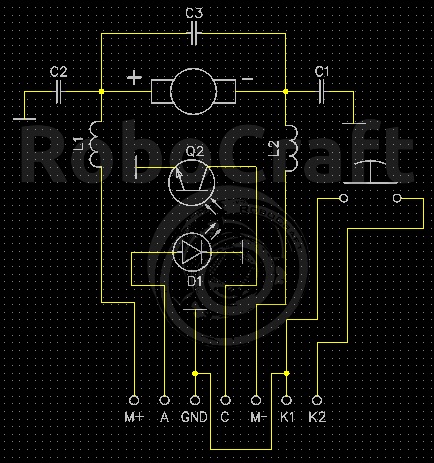 C3
C2
+
−
C1
RoboCraft
L1
Q2
L2
D1
M+ A GND C M- K1 K2